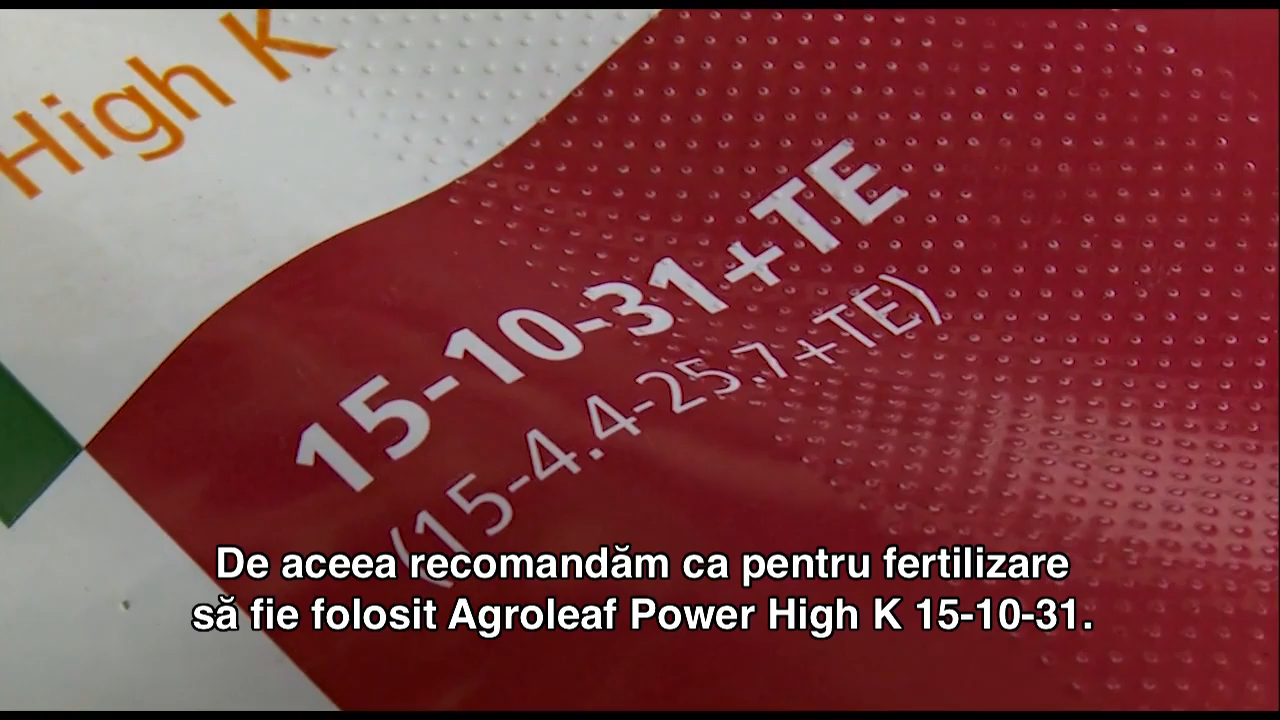 High K
15-10-31+TE
(15-4.4-25.7+TE)
De aceea recomandăm ca pentru fertilizare
să fie folosit Agroleaf Power High K 15-10-31.